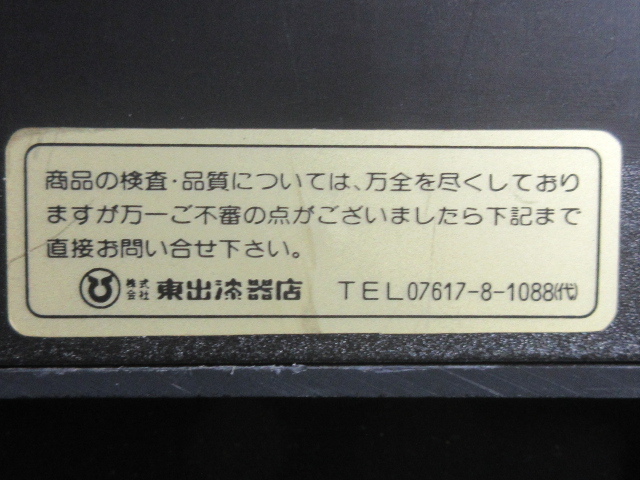 商品の検査・品質については、万全を尽くしており
ますが万一ご不審の点がございましたら下記まで
直接お問い合せ下さい。
株式会社 東出漆器店 TEL07617-8-1088(代)